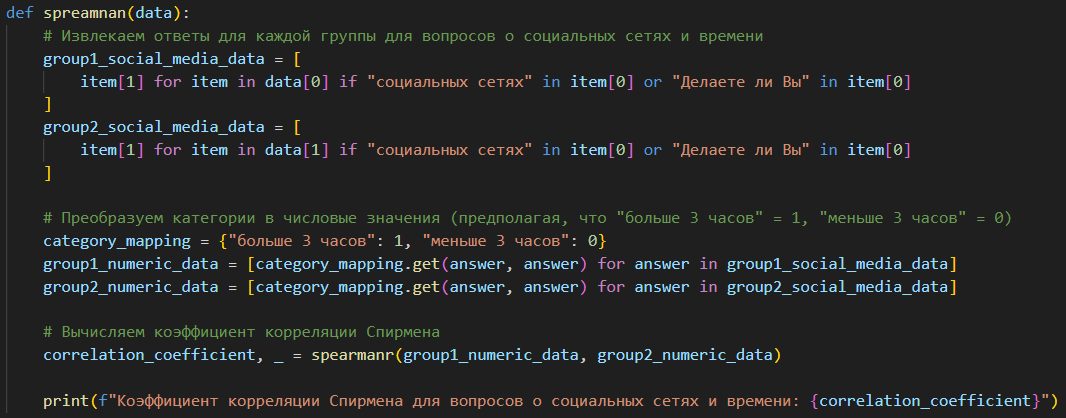 def spreamnan(data):
    # Извлекаем ответы для каждой группы для вопросов о социальных сетях и времени
    group1_social_media_data = [
        item[1] for item in data[0] if "социальных сетях" in item[0] or "Делаете ли Вы" in item[0]
    ]
    group2_social_media_data = [
        item[1] for item in data[1] if "социальных сетях" in item[0] or "Делаете ли Вы" in item[0]
    ]

    # Преобразуем категории в числовые значения (предполагая, что "больше 3 часов" = 1, "меньше 3 часов" = 0)
    category_mapping = {"больше 3 часов": 1, "меньше 3 часов": 0}
    group1_numeric_data = [category_mapping.get(answer, answer) for answer in group1_social_media_data]
    group2_numeric_data = [category_mapping.get(answer, answer) for answer in group2_social_media_data]

    # Вычисляем коэффициент корреляции Спирмена
    correlation_coefficient, _ = spearmanr(group1_numeric_data, group2_numeric_data)

    print(f"Коэффициент корреляции Спирмена для вопросов о социальных сетях и времени: {correlation_coefficient}")